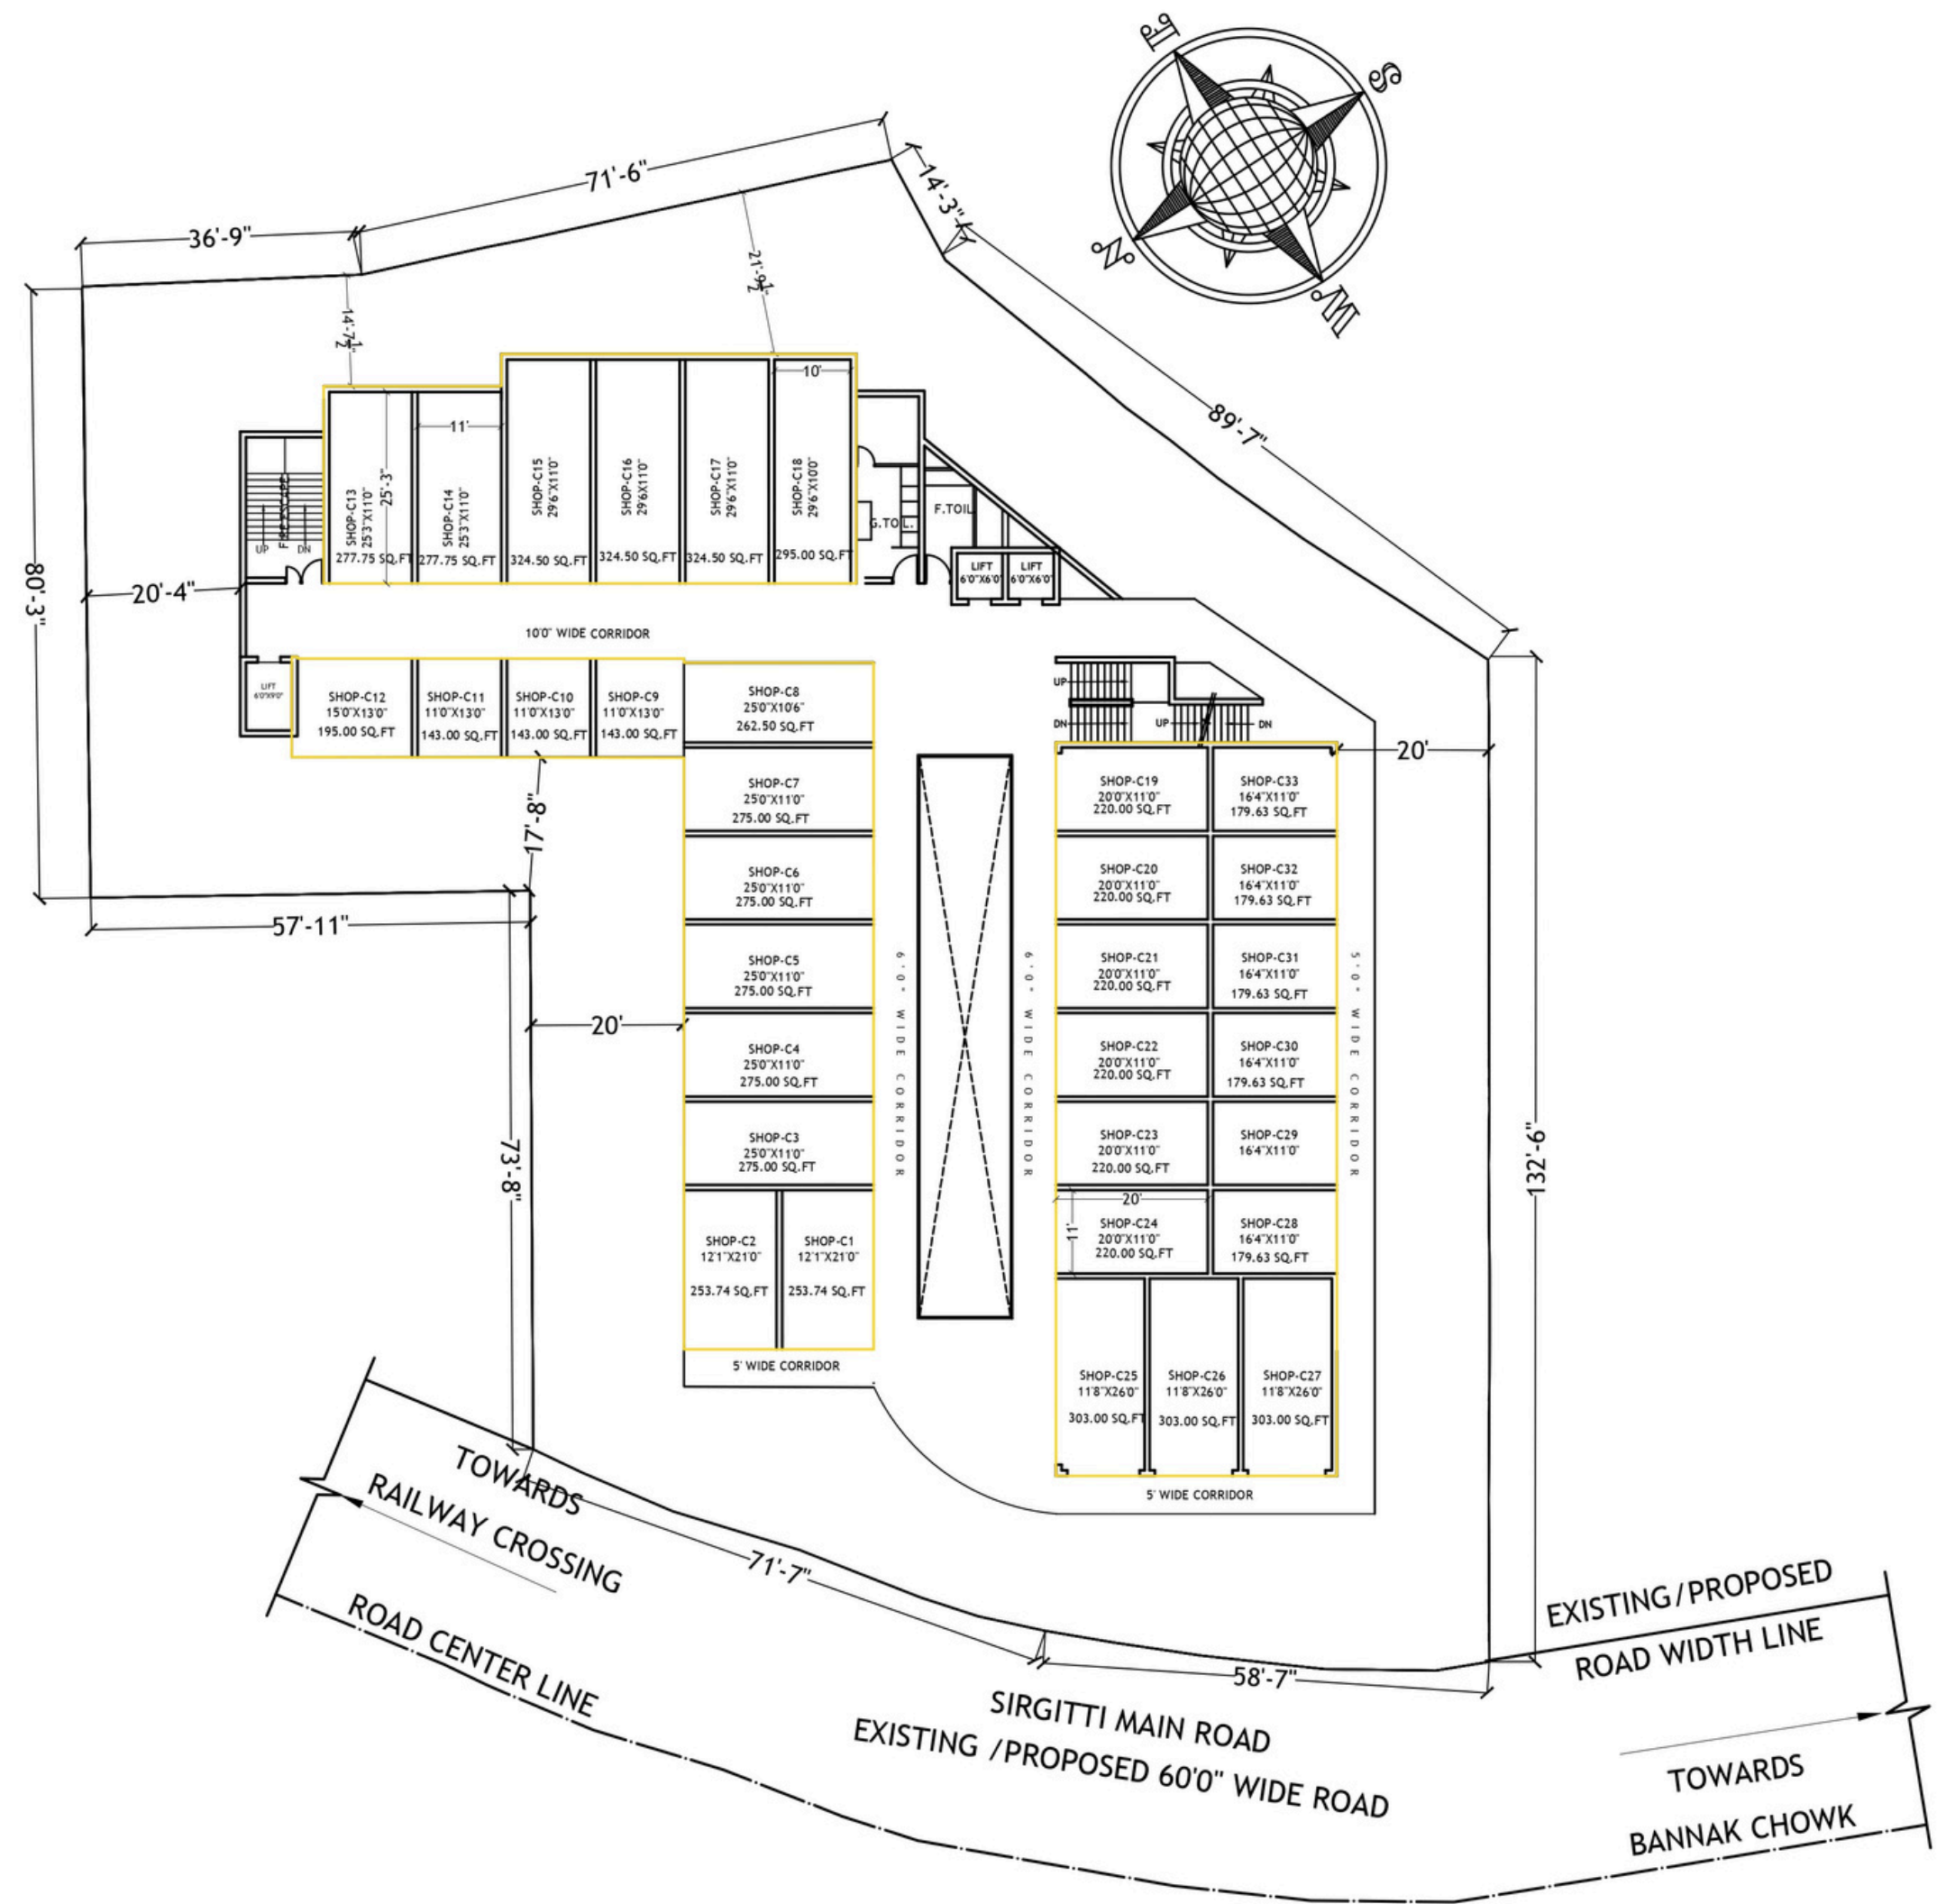 E
S
N
W
71'-6"
14'-3"
36'-9"
21'-9½"
14'-7½"
89'-7"
80'-3"
20'-4"
10'
11'
25'-3"
FIRE ESCAPE
UP
DN
SHOP-C13
25'3"X11'0"
277.75 SQ.FT
SHOP-C14
25'3"X11'0"
277.75 SQ.FT
SHOP-C15
29'6"X11'0"
324.50 SQ.FT
SHOP-C16
29'6X11'0"
324.50 SQ.FT
SHOP-C17
29'6"X11'0"
324.50 SQ.FT
SHOP-C18
29'6"X10'0"
295.00 SQ.FT
G.TOIL.
F.TOIL
LIFT
6'0"X6'0"
LIFT
6'0"X6'0"
10'0" WIDE CORRIDOR
LIFT
6'0"X9'0"
SHOP-C12
15'0"X13'0"
195.00 SQ.FT
SHOP-C11
11'0"X13'0"
143.00 SQ.FT
SHOP-C10
11'0"X13'0"
143.00 SQ.FT
SHOP-C9
11'0"X13'0"
143.00 SQ.FT
SHOP-C8
25'0"X10'6"
262.50 SQ.FT
UP
DN
UP
DN
20'
17'-8"
57'-11"
SHOP-C7
25'0"X11'0"
275.00 SQ.FT
SHOP-C6
25'0"X11'0"
275.00 SQ.FT
SHOP-C5
25'0"X11'0"
275.00 SQ.FT
SHOP-C4
25'0"X11'0"
275.00 SQ.FT
SHOP-C3
25'0"X11'0"
275.00 SQ.FT
SHOP-C2
12'1"X21'0"
253.74 SQ.FT
SHOP-C1
12'1"X21'0"
253.74 SQ.FT
5' WIDE CORRIDOR
20'
73'-8"
6'0" WIDE CORRIDOR
6'0" WIDE CORRIDOR
SHOP-C19
20'0"X11'0"
220.00 SQ.FT
SHOP-C33
16'4"X11'0"
179.63 SQ.FT
SHOP-C20
20'0"X11'0"
220.00 SQ.FT
SHOP-C32
16'4"X11'0"
179.63 SQ.FT
SHOP-C21
20'0"X11'0"
220.00 SQ.FT
SHOP-C31
16'4"X11'0"
179.63 SQ.FT
SHOP-C22
20'0"X11'0"
220.00 SQ.FT
SHOP-C30
16'4"X11'0"
179.63 SQ.FT
SHOP-C23
20'0"X11'0"
220.00 SQ.FT
SHOP-C29
16'4"X11'0"
20'
11'
SHOP-C24
20'0"X11'0"
220.00 SQ.FT
SHOP-C28
16'4"X11'0"
179.63 SQ.FT
SHOP-C25
11'8"X26'0"
303.00 SQ.FT
SHOP-C26
11'8"X26'0"
303.00 SQ.FT
SHOP-C27
11'8"X26'0"
303.00 SQ.FT
5' WIDE CORRIDOR
5'0" WIDE CORRIDOR
132'-6"
TOWARDS
RAILWAY CROSSING
ROAD CENTER LINE
71'-7"
58'-7"
SIRGITTI MAIN ROAD
EXISTING /PROPOSED 60'0" WIDE ROAD
EXISTING/PROPOSED
ROAD WIDTH LINE
TOWARDS
BANNAK CHOWK